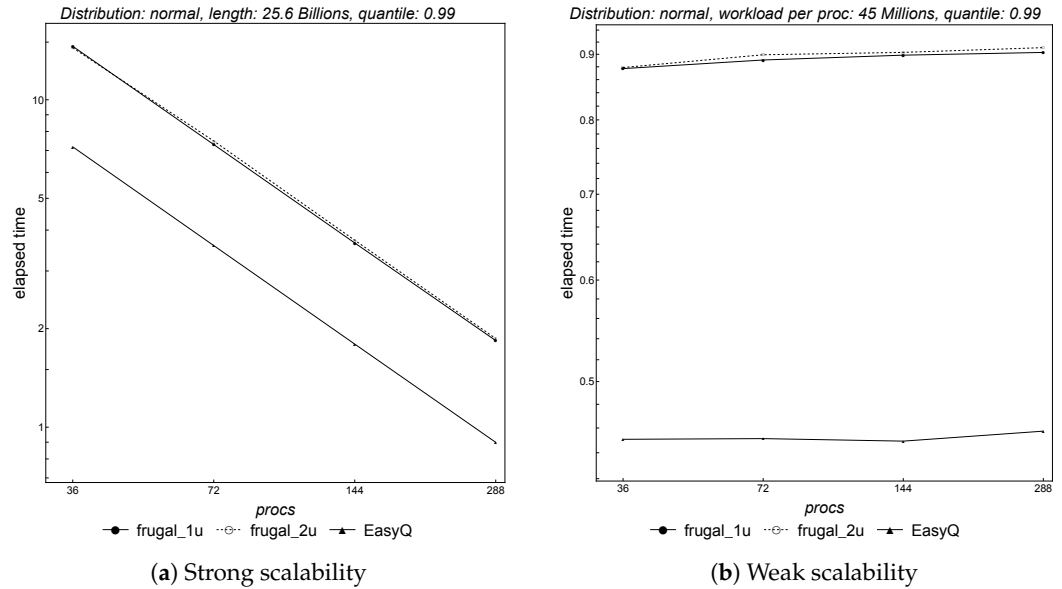 Distribution: normal, length: 25.6 Billions, quantile: 0.99
elapsed time
10
5
2
1
36 72 144 288
procs
frugal_1u frugal_2u EasyQ
(a) Strong scalability
Distribution: normal, workload per proc: 45 Millions, quantile: 0.99
elapsed time
0.9
0.8
0.7
0.6
0.5
36 72 144 288
procs
frugal_1u frugal_2u EasyQ
(b) Weak scalability